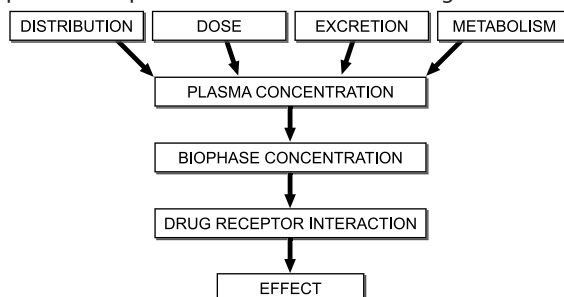 DISTRIBUTION DOSE EXCRETION METABOLISM
PLASMA CONCENTRATION
BIOPHASE CONCENTRATION
DRUG RECEPTOR INTERACTION
EFFECT